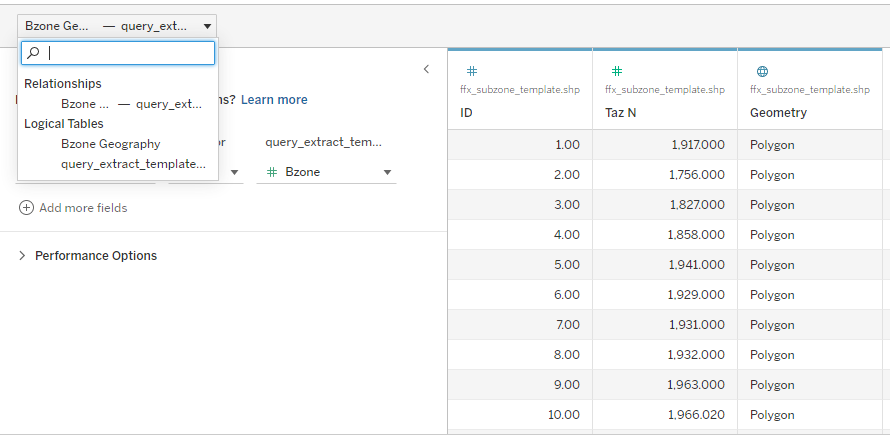 Bzone Ge... — query_ext...
Relationships
Bzone ... — query_ext...
Logical Tables
Bzone Geography
query_extract_template...
ns? Learn more
or query_extract_tem...
# Bzone
Add more fields
Performance Options
# # 
ffx_subzone_template.shp ffx_subzone_template.shp ffx_subzone_template.shp
ID Taz N Geometry
1.00 1,917.000 Polygon
2.00 1,756.000 Polygon
3.00 1,827.000 Polygon
4.00 1,858.000 Polygon
5.00 1,941.000 Polygon
6.00 1,929.000 Polygon
7.00 1,931.000 Polygon
8.00 1,932.000 Polygon
9.00 1,963.000 Polygon
10.00 1,966.020 Polygon